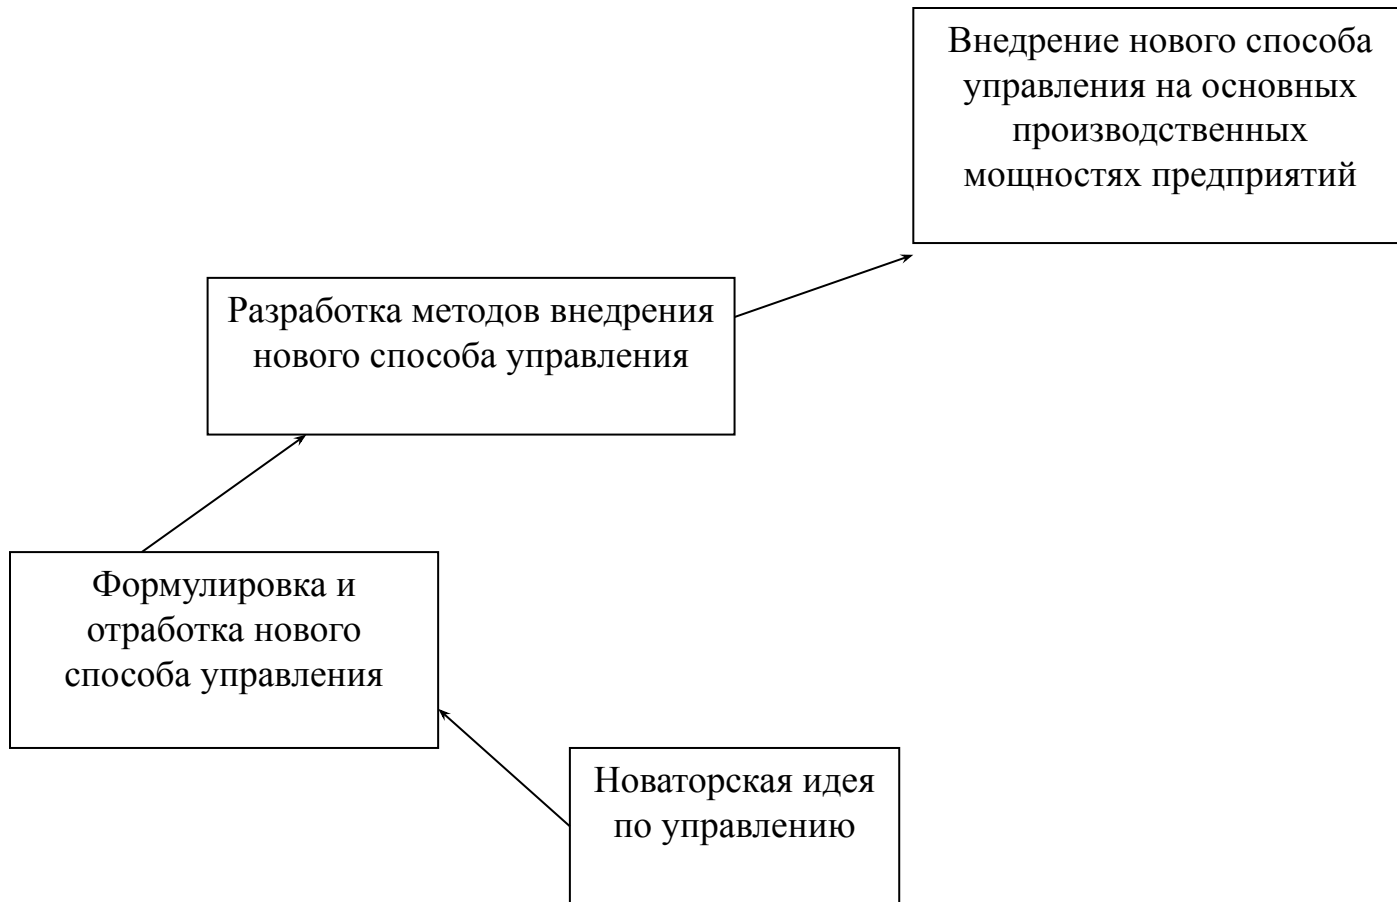 Внедрение нового способа
управления на основных
производственных
мощностях предприятий
Разработка методов внедрения
нового способа управления
Формулировка и
отработка нового
способа управления
Новаторская идея
по управлению